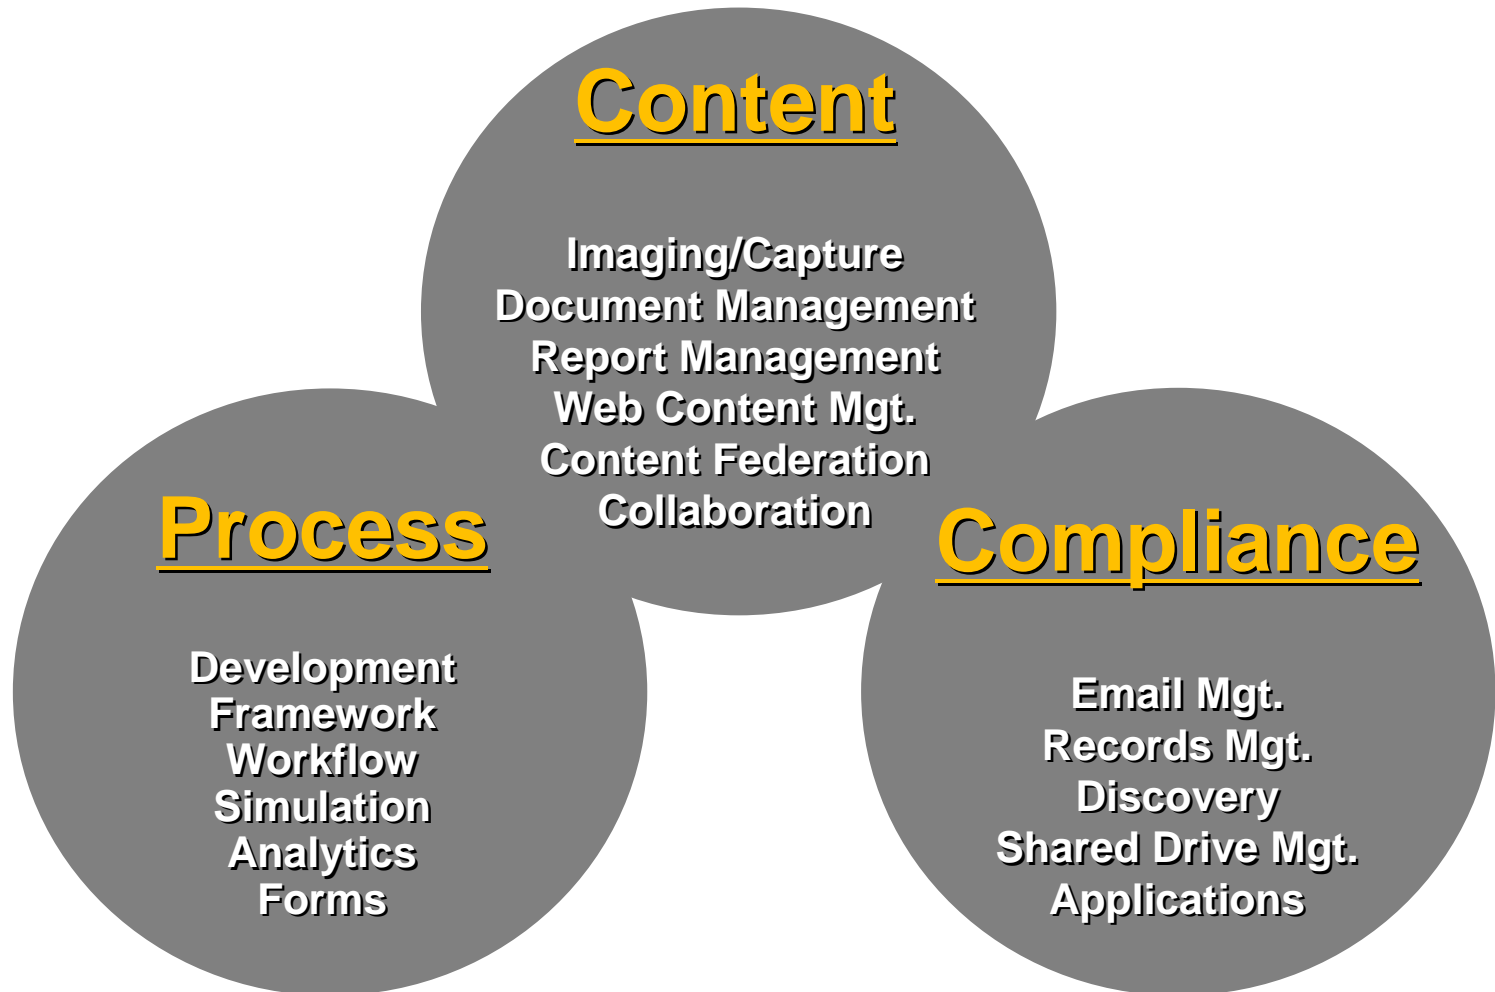 Content
Imaging/Capture
Document Management
Report Management
Web Content Mgt.
Content Federation
Collaboration
Process
Development
Framework
Workflow
Simulation
Analytics
Forms
Compliance
Email Mgt.
Records Mgt.
Discovery
Shared Drive Mgt.
Applications